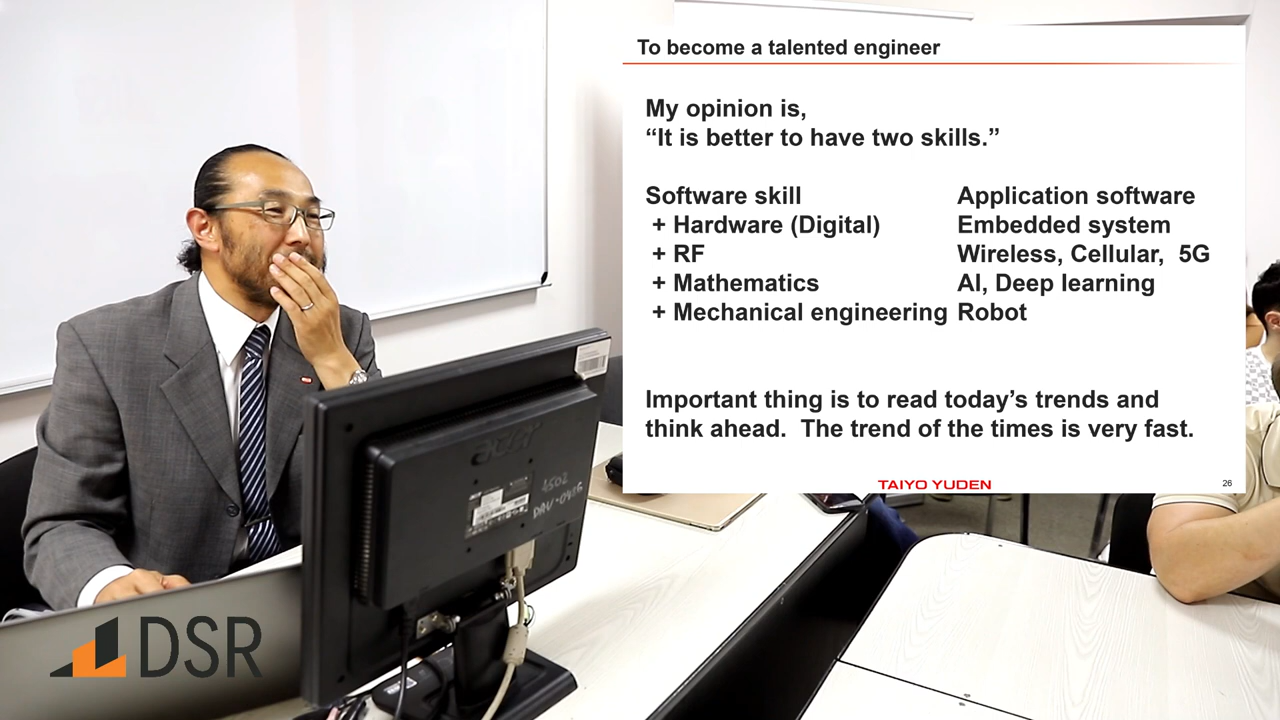 To become a talented engineer
My opinion is,
“It is better to have two skills.”
Software skill Application software
+ Hardware (Digital) Embedded system
+ RF Wireless, Cellular, 5G
+ Mathematics AI, Deep learning
+ Mechanical engineering Robot
Important thing is to read today’s trends and
think ahead. The trend of the times is very fast.
TAIYO YUDEN
26
acer
4502
DSR